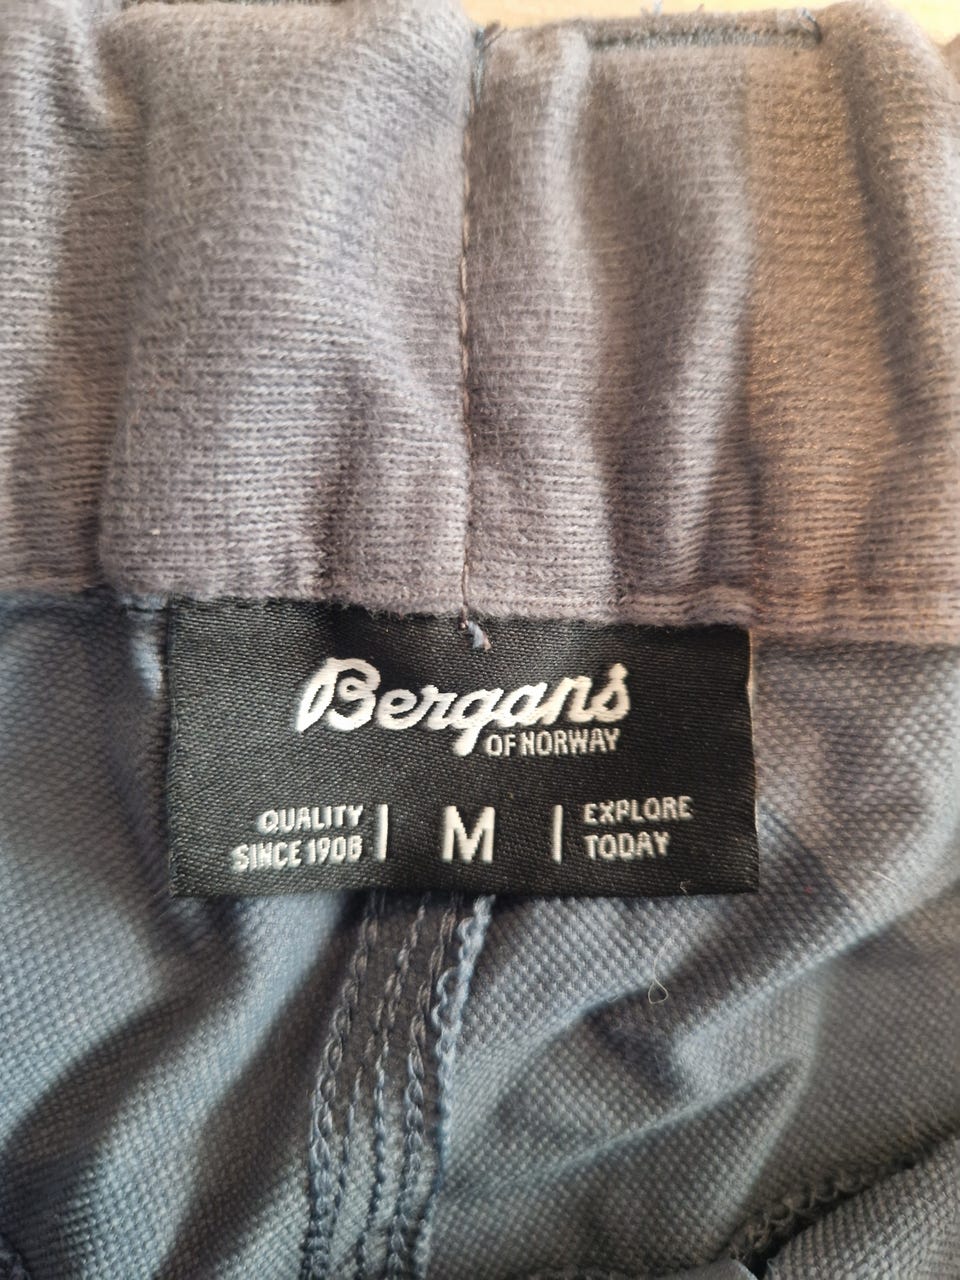 Bergans
OF NORWAY
QUALITY
SINCE 1908
M
EXPLORE
TODAY